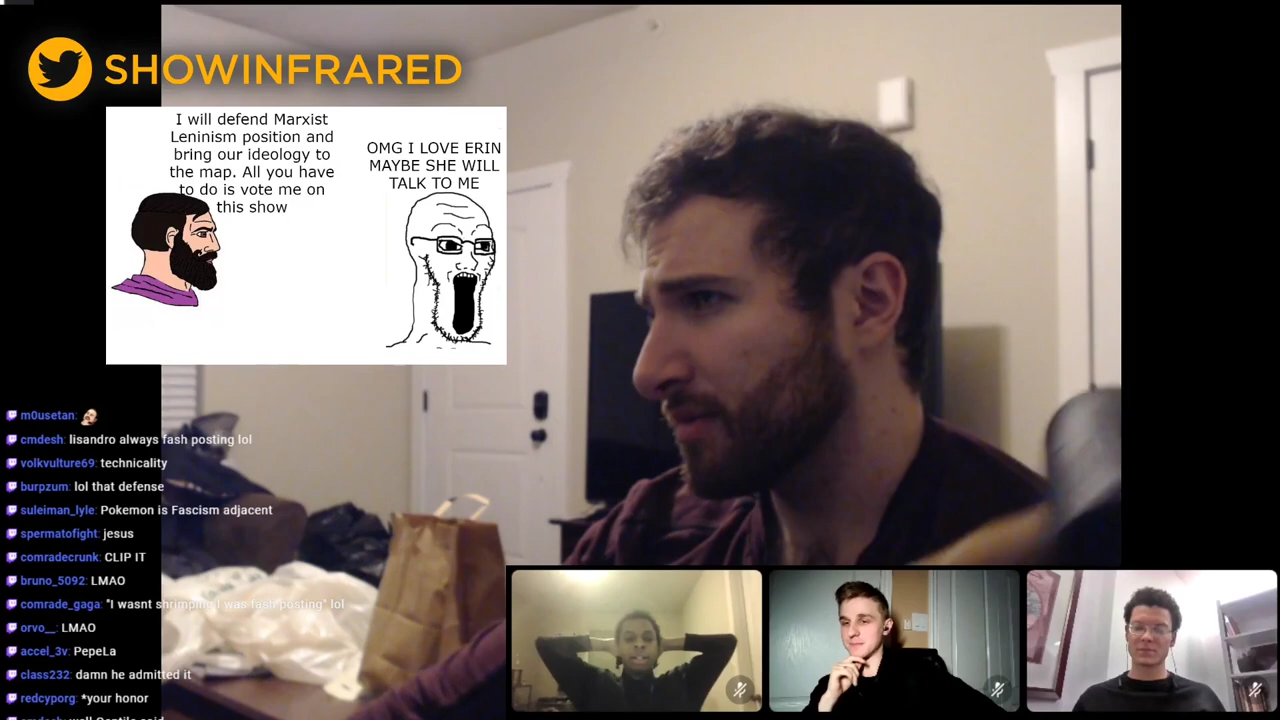 SHOWINFRARED
I will defend Marxist
Leninism position and
bring our ideology to
the map. All you have
to do is vote me on
this show
OMG I LOVE ERIN
MAYBE SHE WILL
TALK TO ME
m0usetan:
cmdesh: lisandro always fash posting lol
volkvulture69: technicality
burpzum: lol that defense
suleiman_lyle: Pokemon is Fascism adjacent
spermatofight: jesus
comradecrunk: CLIP IT
bruno_5092: LMAO
comrade_gaga: "I wasnt shrimping I was fash posting" lol
orvo__: LMAO
accel_3v: PepeLa
class232: damn he admitted it
redcyporg: *your honor